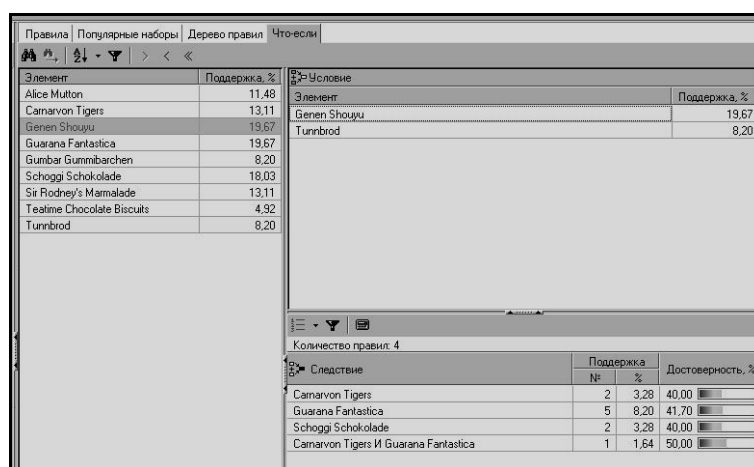 Правила Популярные наборы Дерево правил Что-если
Элемент Поддержка, %
Alice Mutton 11,48
Carnarvon Tigers 13,11
Genen Shouyu 19,67
Guarana Fantastica 19,67
Gumbar Gummibarchen 8,20
Schoggi Schokolade 18,03
Sir Rodney's Marmalade 13,11
Teatime Chocolate Biscuits 4,92
Tunnbrod 8,20
Условие
Элемент Поддержка, %
Genen Shouyu 19,67
Tunnbrod 8,20
Количество правил: 4
Следствие Поддержка Достоверность, %
№ %
Carnarvon Tigers 2 3,28 40,00
Guarana Fantastica 5 8,20 41,70
Schoggi Schokolade 2 3,28 40,00
Carnarvon Tigers И Guarana Fantastica 1 1,64 50,00